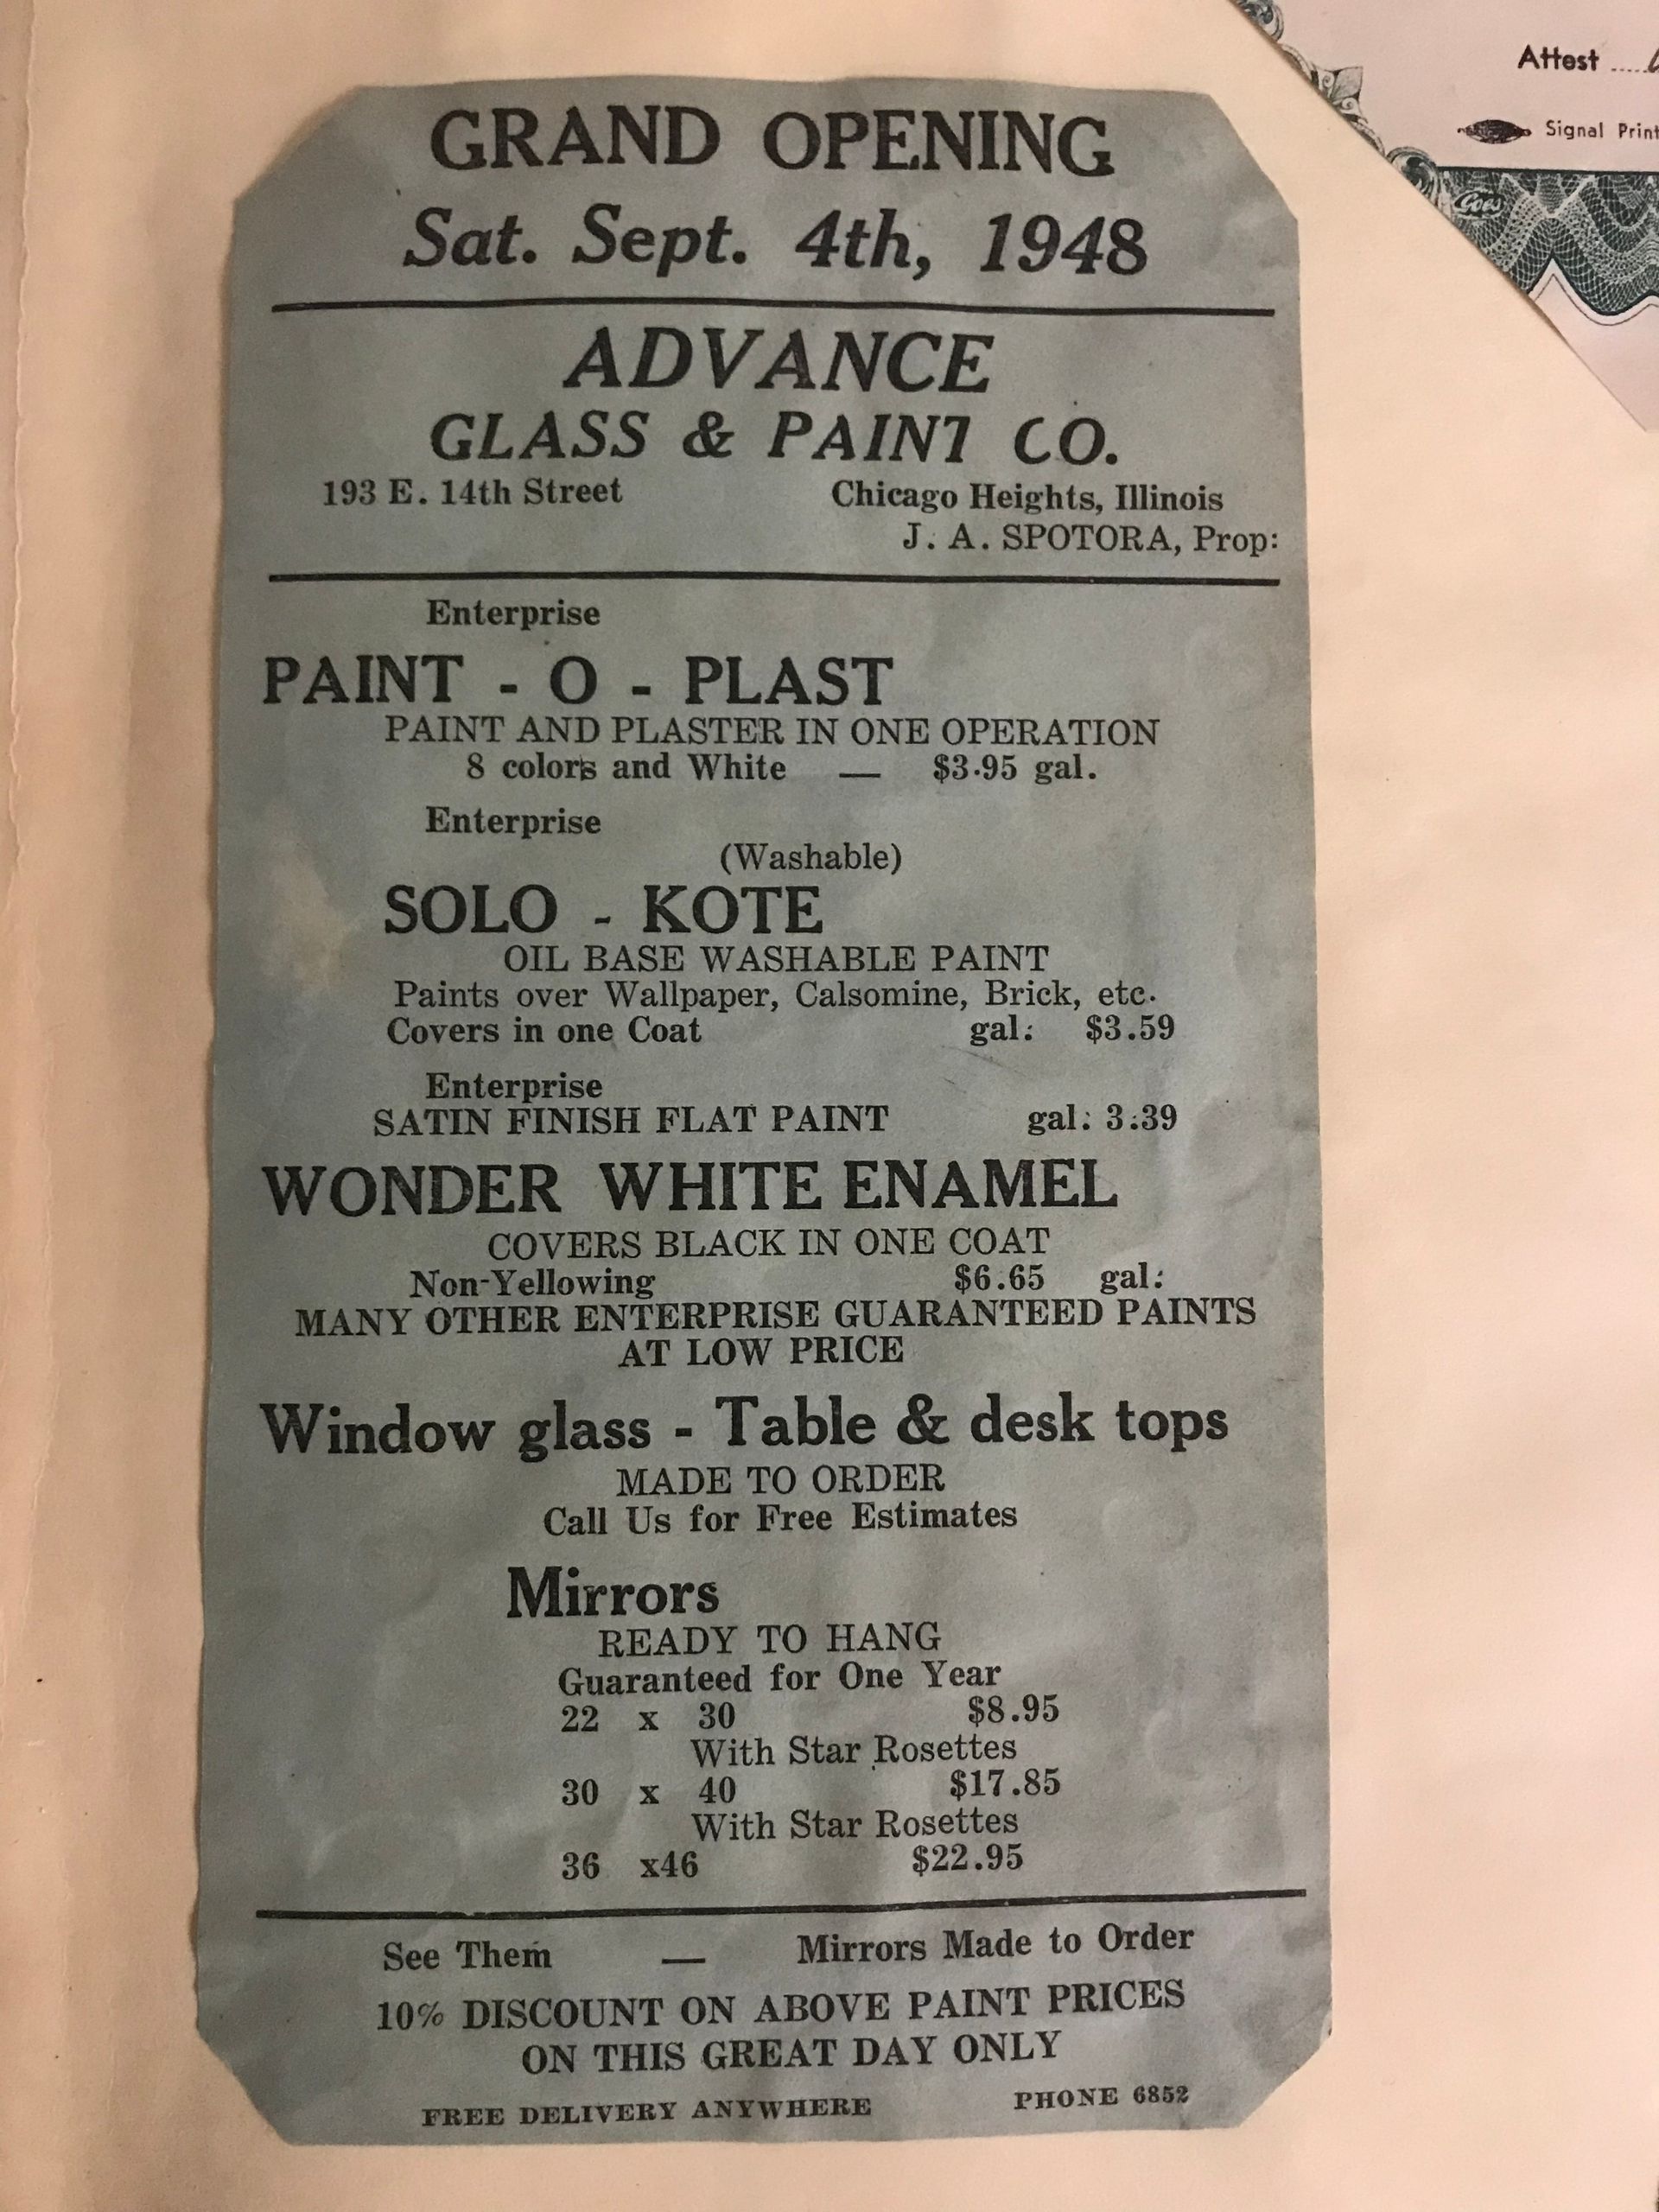 GRAND OPENING
Sat. Sept. 4th, 1948
ADVANCE
GLASS & PAINT CO.
193 E. 14th Street Chicago Heights, Illinois
J. A. SPOTORA, Prop:
Enterprise
PAINT - O - PLAST
PAINT AND PLASTER IN ONE OPERATION
8 colors and White — $3.95 gal.
Enterprise
(Washable)
SOLO - KOTE
OIL BASE WASHABLE PAINT
Paints over Wallpaper, Calsomine, Brick, etc.
Covers in one Coat gal: $3.59
Enterprise
SATIN FINISH FLAT PAINT gal: 3:39
WONDER WHITE ENAMEL
COVERS BLACK IN ONE COAT
Non-Yellowing $6.65 gal:
MANY OTHER ENTERPRISE GUARANTEED PAINTS
AT LOW PRICE
Window glass - Table & desk tops
MADE TO ORDER
Call Us for Free Estimates
Mirrors
READY TO HANG
Guaranteed for One Year
22 x 30 $8.95
With Star Rosettes
30 x 40 $17.85
With Star Rosettes
36 x46 $22.95
See Them — Mirrors Made to Order
10% DISCOUNT ON ABOVE PAINT PRICES
ON THIS GREAT DAY ONLY
FREE DELIVERY ANYWHERE PHONE 6852
Attest
Signal Print
Goes